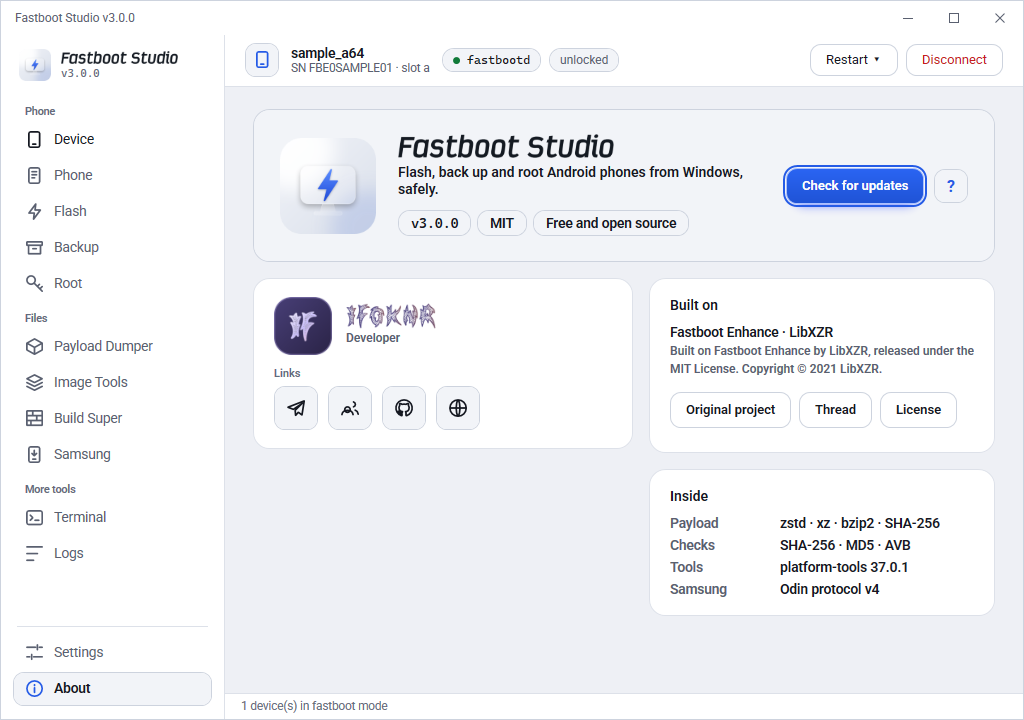 Fastboot Studio v3.0.0
Fastboot Studio
v3.0.0
Phone
Device
Phone
Flash
Backup
Root
Files
Payload Dumper
Image Tools
Build Super
Samsung
More tools
Terminal
Logs
Settings
About
sample_a64
SN FBE0SAMPLE01 · slot a
fastbootd
unlocked
Restart
Disconnect
Fastboot Studio
Flash, back up and root Android phones from Windows,
safely.
v3.0.0 MIT Free and open source
Check for updates
?
IF
IFOKNR
Developer
Links
Built on
Fastboot Enhance · LibXZR
Built on Fastboot Enhance by LibXZR, released under the
MIT License. Copyright © 2021 LibXZR.
Original project Thread License
Inside
Payload zstd · xz · bzip2 · SHA-256
Checks SHA-256 · MD5 · AVB
Tools platform-tools 37.0.1
Samsung Odin protocol v4
1 device(s) in fastboot mode